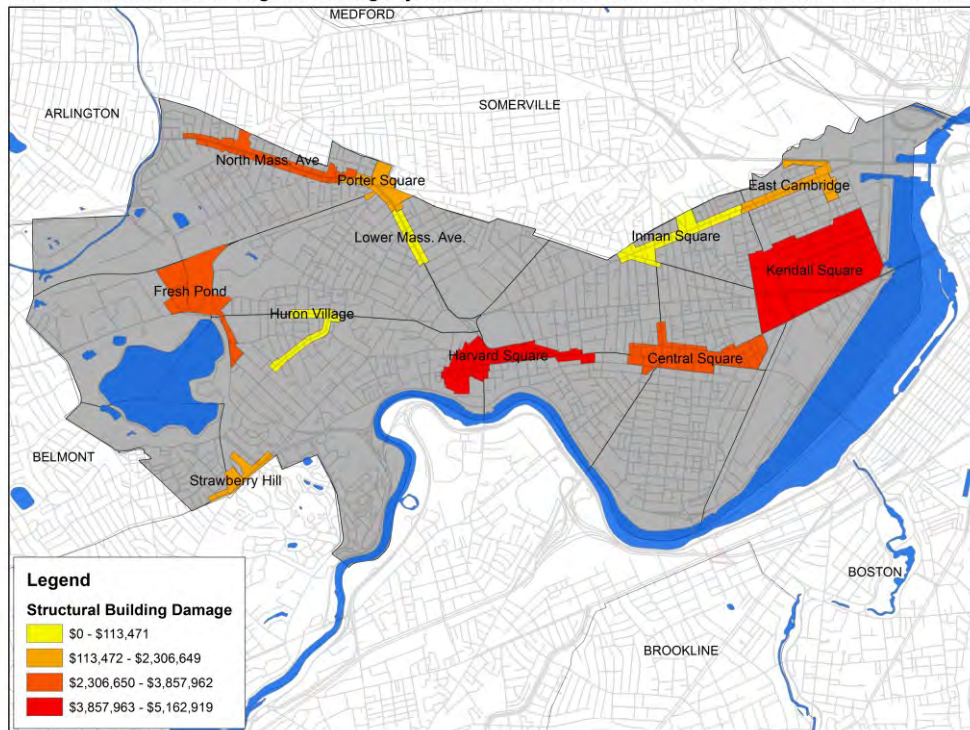 MEDFORD
ARLINGTON
SOMERVILLE
North Mass. Ave
Porter Square
East Cambridge
Lower Mass. Ave.
Inman Square
Kendall Square
Fresh Pond
Huron Village
Harvard Square
Central Square
BELMONT
Strawberry Hill
Legend
Structural Building Damage
$0 - $113,471
$113,472 - $2,306,649
$2,306,650 - $3,857,962
$3,857,963 - $5,162,919
BOSTON
BROOKLINE